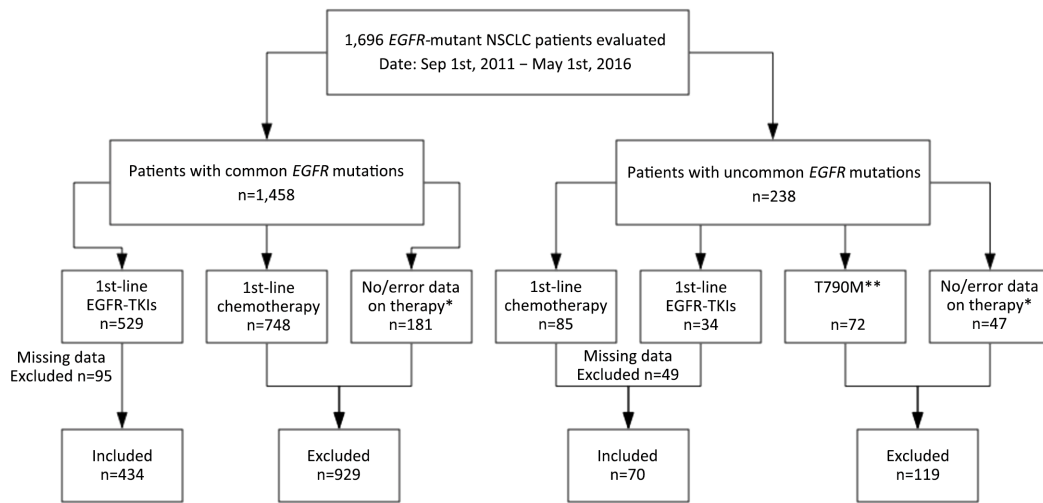 1,696 EGFR-mutant NSCLC patients evaluated
Date: Sep 1st, 2011 – May 1st, 2016
Patients with common EGFR mutations
n=1,458
Patients with uncommon EGFR mutations
n=238
1st-line
EGFR-TKIs
n=529
1st-line
chemotherapy
n=748
No/error data
on therapy*
n=181
1st-line
chemotherapy
n=85
1st-line
EGFR-TKIs
n=34
T790M**
n=72
No/error data
on therapy*
n=47
Missing data
Excluded n=95
Missing data
Excluded n=49
Included
n=434
Excluded
n=929
Included
n=70
Excluded
n=119